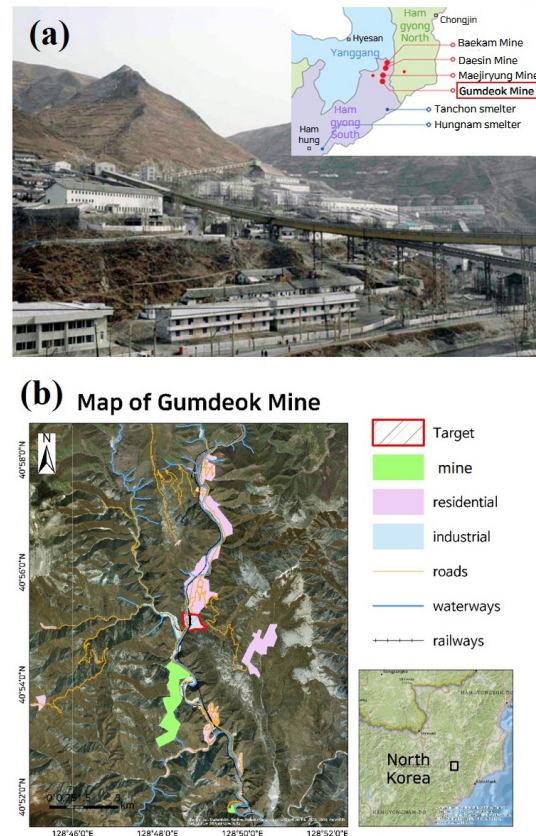 (a)
Ham
gyong
North
Chongjin
Hyesan
Yanggang
Baekam Mine
Daesin Mine
Maejiryung Mine
Gumdeok Mine
Ham
gyong
South
Tanchon smelter
Hungnam smelter
Ham
hung
(b) Map of Gumdeok Mine
N
40°58'0"N
40°56'0"N
40°54'0"N
40°52'0"N
km
128°46'0"E
128°48'0"E
128°50'0"E
128°52'0"E
Target
mine
residential
industrial
roads
waterways
railways
North
Korea